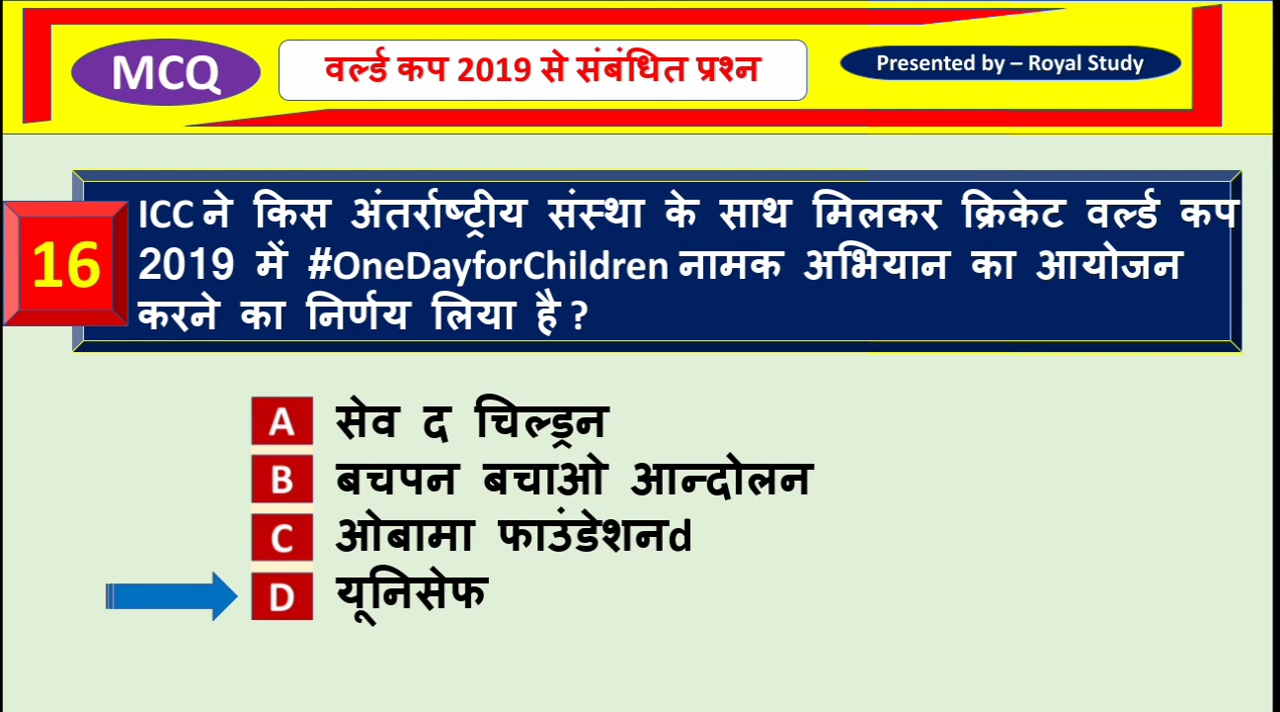 MCQ
वर्ल्ड कप 2019 से संबंधित प्रश्न
Presented by – Royal Study
16
ICC ने किस अंतर्राष्ट्रीय संस्था के साथ मिलकर क्रिकेट वर्ल्ड कप
2019 में #OneDayforChildren नामक अभियान का आयोजन
करने का निर्णय लिया है ?
A सेव द चिल्ड्रन
B बचपन बचाओ आन्दोलन
C ओबामा फाउंडेशनd
D यूनिसेफ